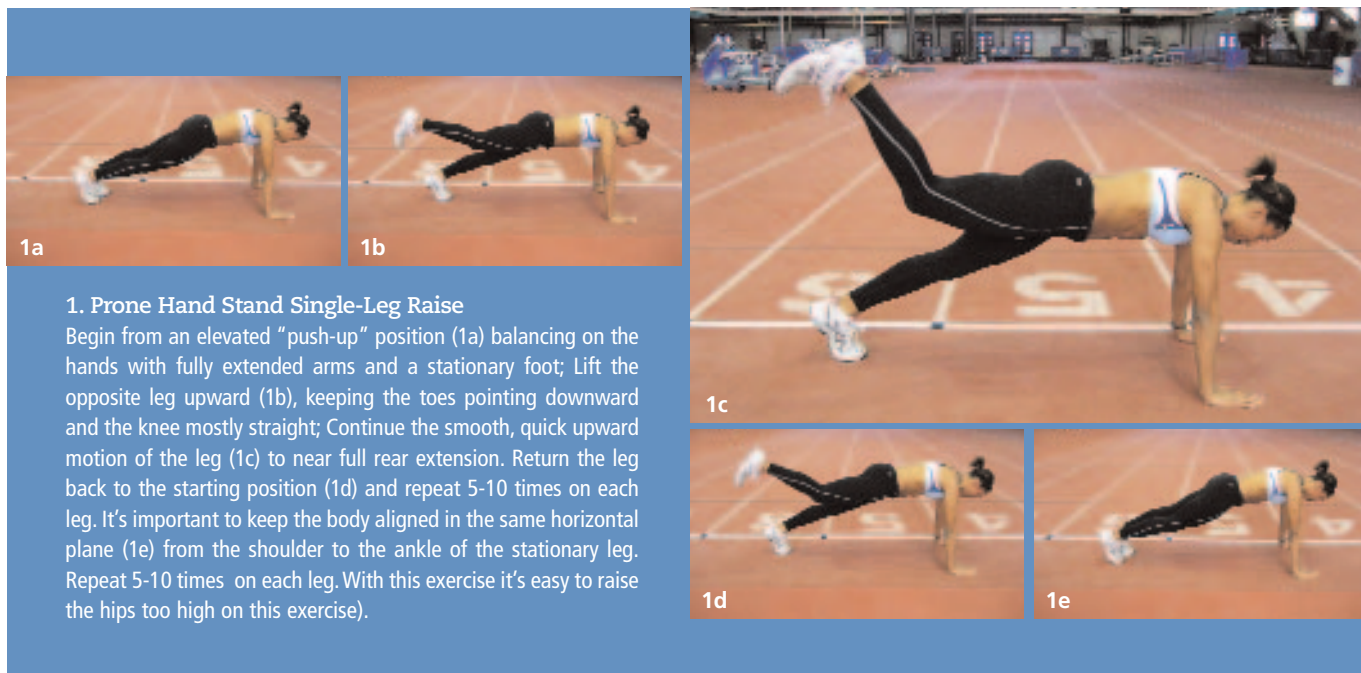 1a
1b
1c
1. Prone Hand Stand Single-Leg Raise
Begin from an elevated “push-up” position (1a) balancing on the
hands with fully extended arms and a stationary foot; Lift the
opposite leg upward (1b), keeping the toes pointing downward
and the knee mostly straight; Continue the smooth, quick upward
motion of the leg (1c) to near full rear extension. Return the leg
back to the starting position (1d) and repeat 5-10 times on each
leg. It’s important to keep the body aligned in the same horizontal
plane (1e) from the shoulder to the ankle of the stationary leg.
Repeat 5-10 times  on each leg. With this exercise it’s easy to raise
the hips too high on this exercise).
5 4
1d
1e